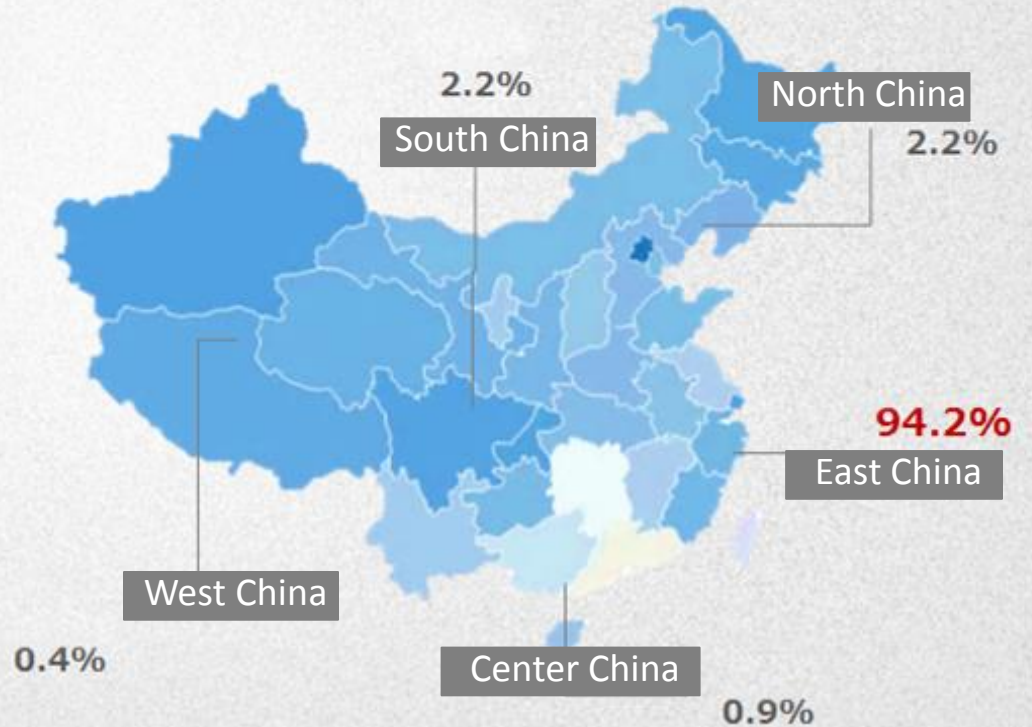 2.2%
South China
North China
2.2%
94.2%
East China
West China
0.4%
Center China
0.9%